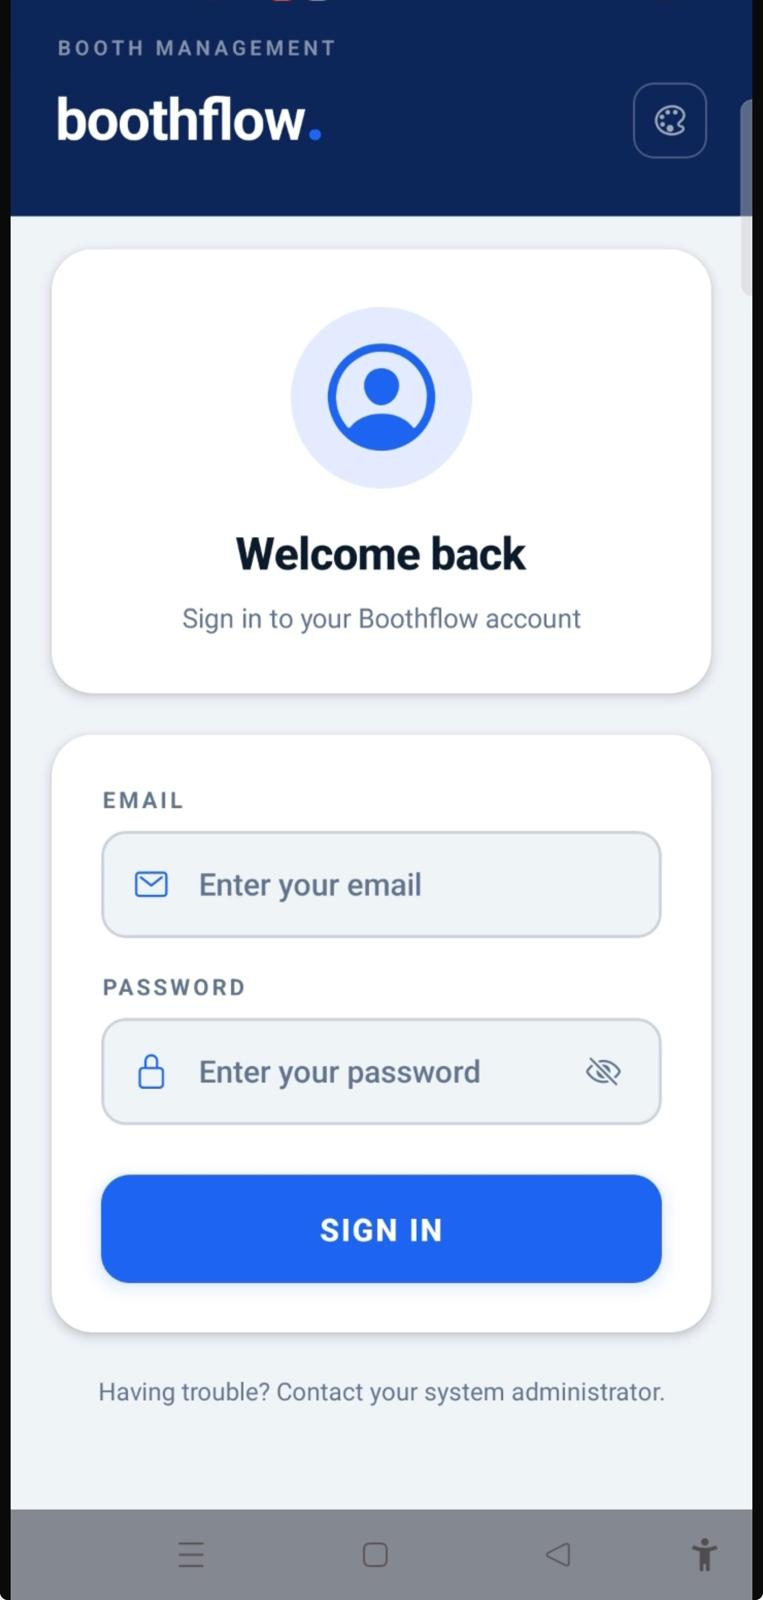 BOOTH MANAGEMENT
boothflow.
Welcome back
Sign in to your Boothflow account
EMAIL
Enter your email
PASSWORD
Enter your password
SIGN IN
Having trouble? Contact your system administrator.